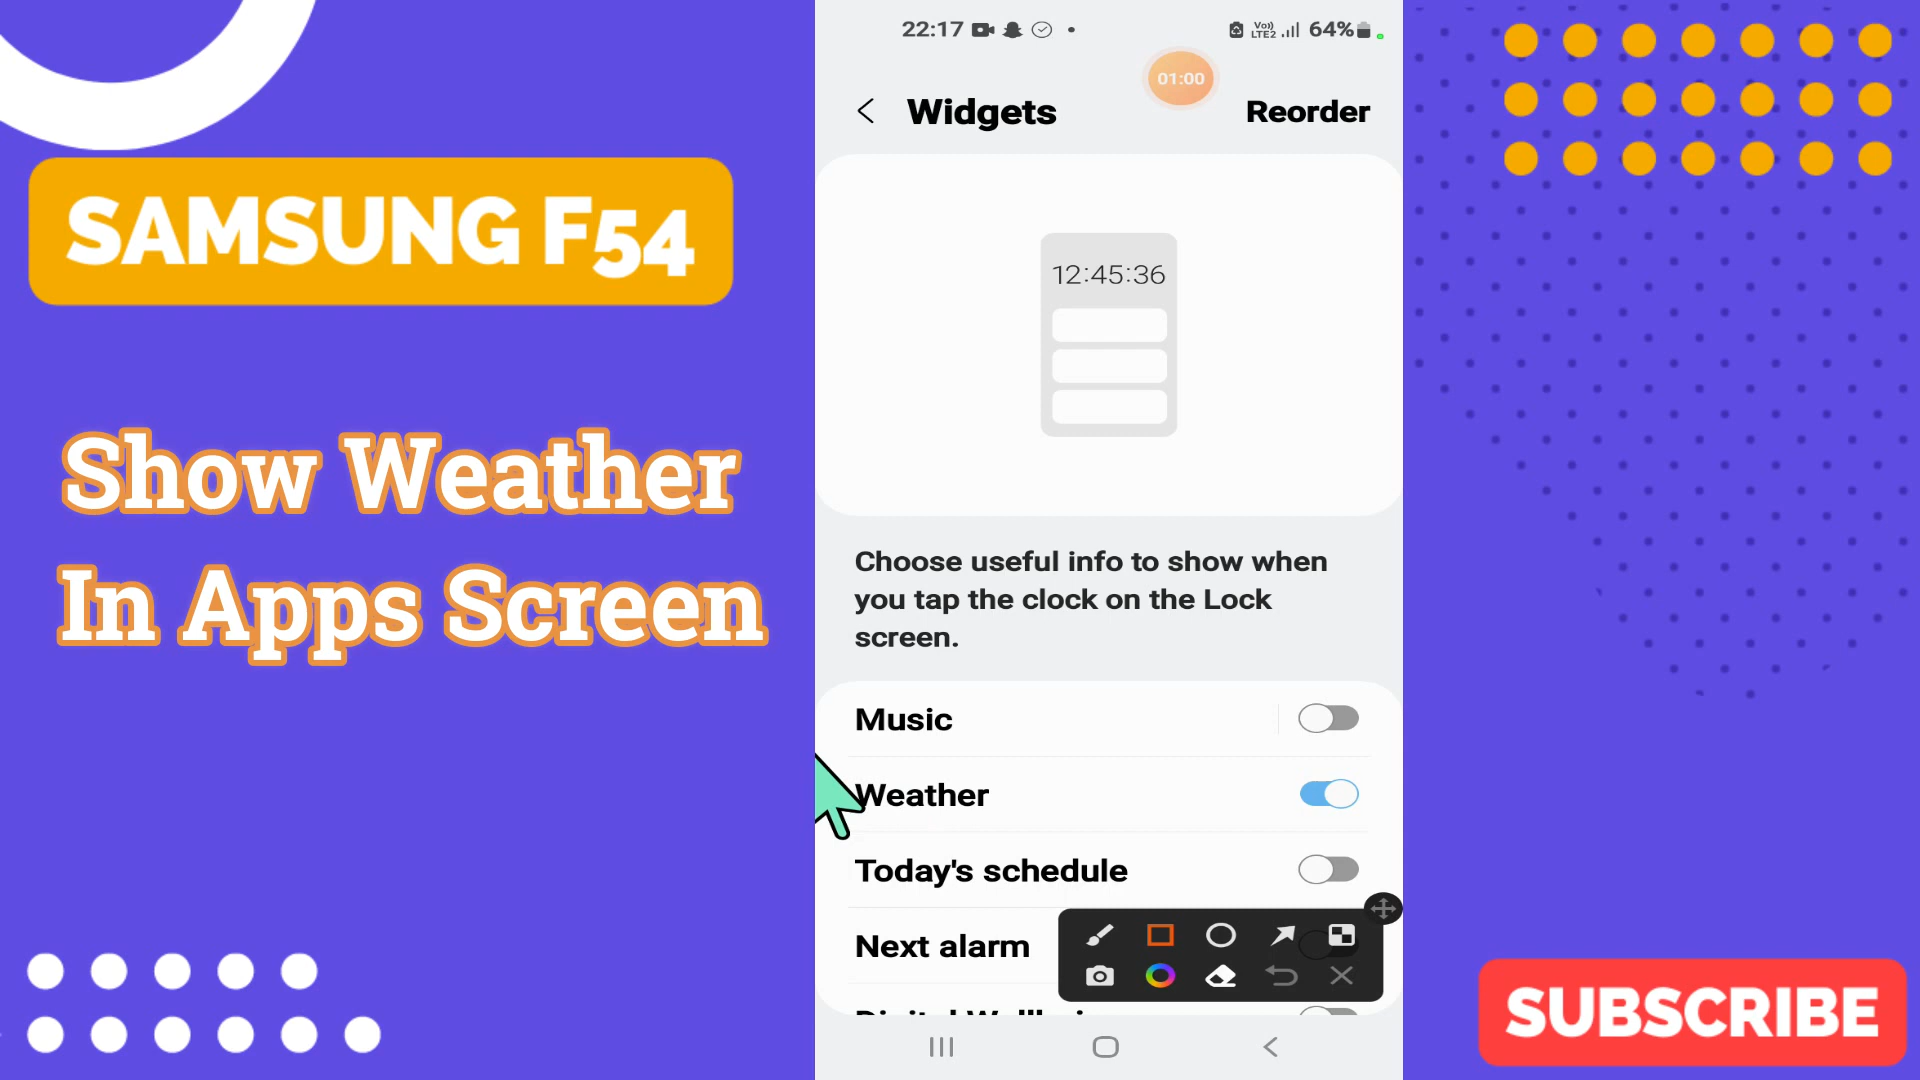 SAMSUNG F54
Show Weather
In Apps Screen
22:17
Vo))
LTE2
64%
01:00
Widgets
Reorder
12:45:36
Choose useful info to show when
you tap the clock on the Lock
screen.
Music
Weather
Today's schedule
Next alarm
SUBSCRIBE